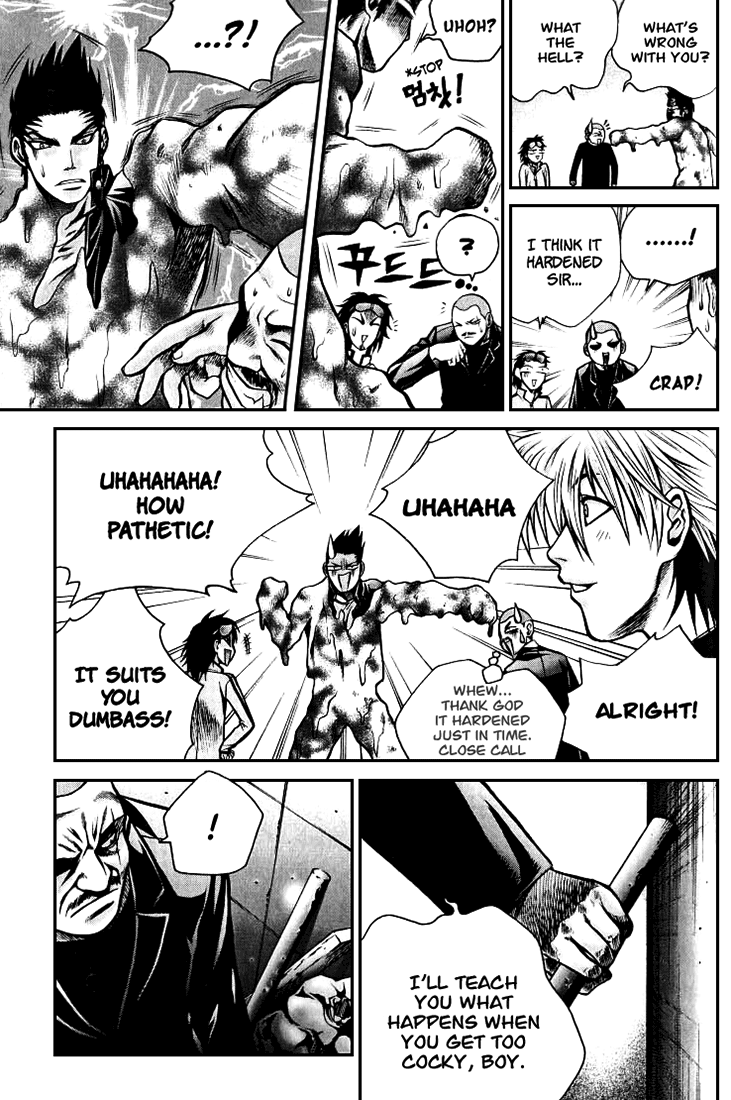 ...?!
UHOH?
*STOP
멈칫!
?
꾸드드드...
WHAT
THE
HELL?
WHAT'S
WRONG
WITH YOU?
I THINK IT
HARDENED
SIR...
......!
CRAP!
UHAHAHAHA!
HOW
PATHETIC!
UHAHAHA
IT SUITS
YOU
DUMBASS!
WHEW...
THANK GOD
IT HARDENED
JUST IN TIME.
CLOSE CALL
ALRIGHT!
!
I'LL TEACH
YOU WHAT
HAPPENS WHEN
YOU GET TOO
COCKY, BOY.